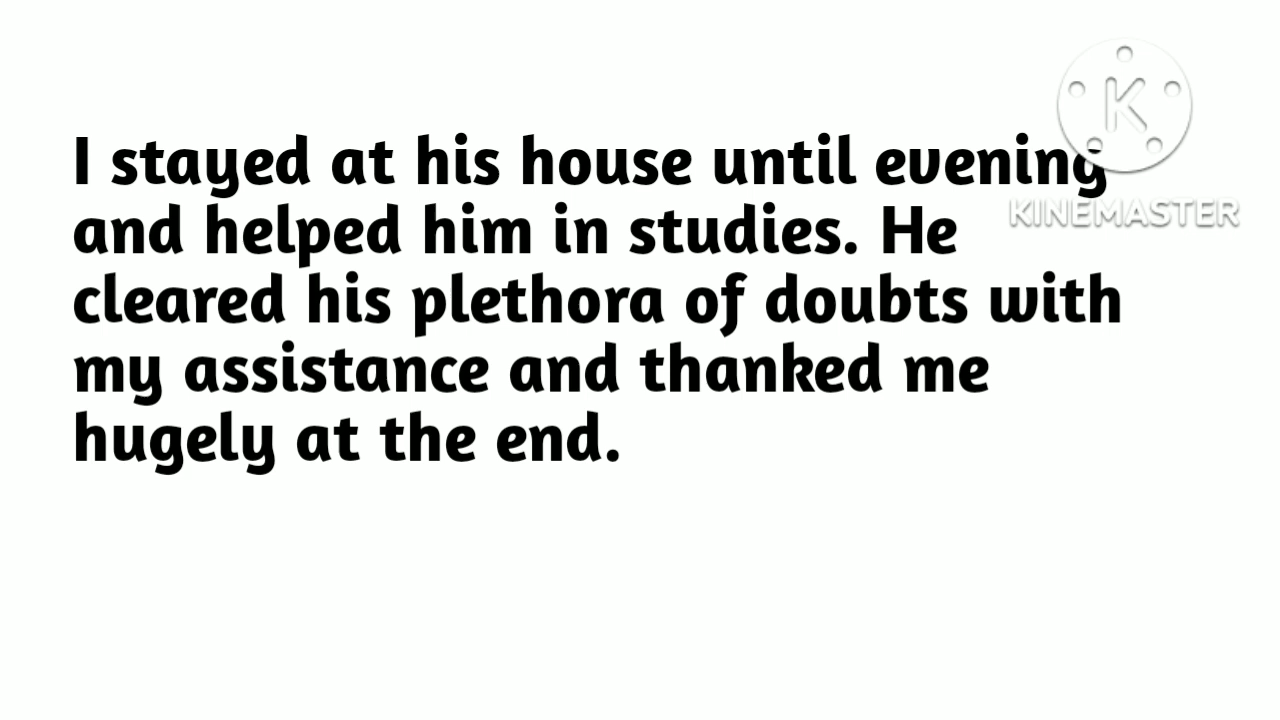 I stayed at his house until evening
and helped him in studies. He
cleared his plethora of doubts with
my assistance and thanked me
hugely at the end.
K
KINEMASTER